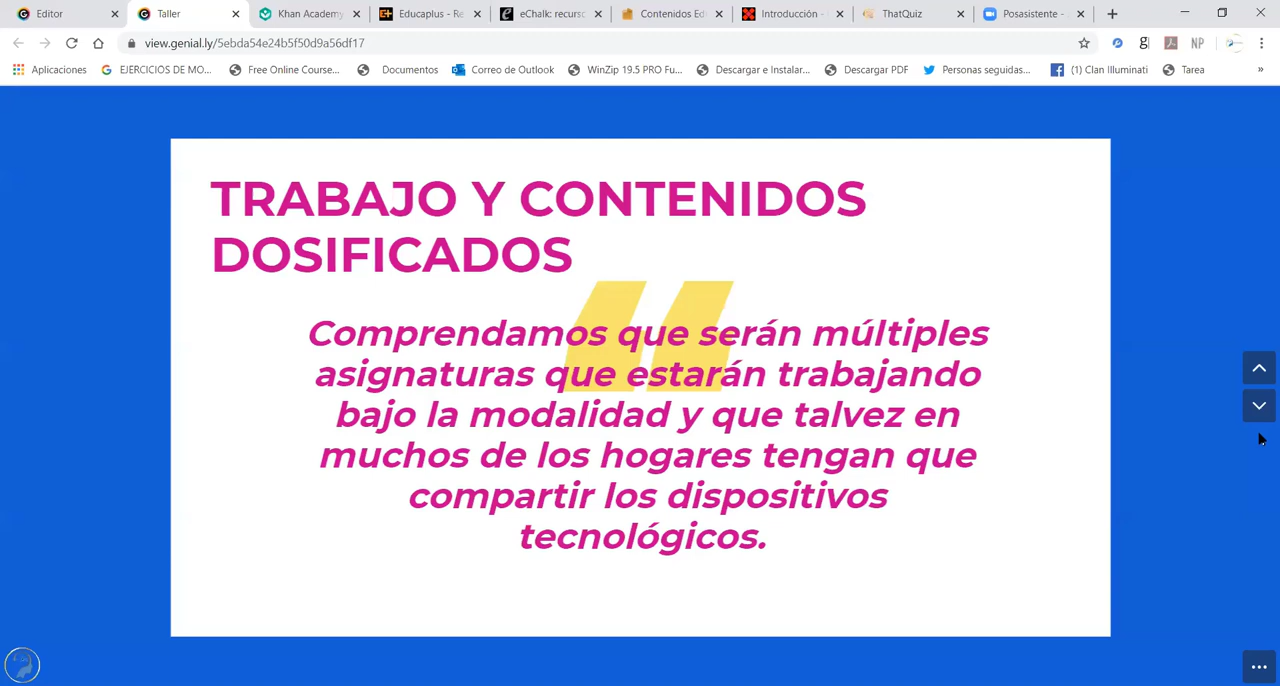 Editor
Taller
Khan Academy
Educaplus - Re
eChalk: recurso
Contenidos Ed
Introducción -
ThatQuiz
Posasistente -
view.genial.ly/5ebda54e24b5f50d9a56df17
NP
Aplicaciones
EJERCICIOS DE MO...
Free Online Course...
Documentos
Correo de Outlook
WinZip 19.5 PRO Fu...
Descargar e Instalar...
Descargar PDF
Personas seguidas...
(1) Clan Illuminati
Tarea
»
TRABAJO Y CONTENIDOS
DOSIFICADOS
Comprendamos que serán múltiples
asignaturas que estarán trabajando
bajo la modalidad y que talvez en
muchos de los hogares tengan que
compartir los dispositivos
tecnológicos.